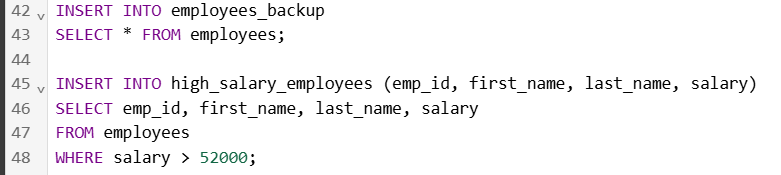 42 INSERT INTO employees_backup
43 SELECT * FROM employees;
44
45 INSERT INTO high_salary_employees (emp_id, first_name, last_name, salary)
46 SELECT emp_id, first_name, last_name, salary
47 FROM employees
48 WHERE salary > 52000;